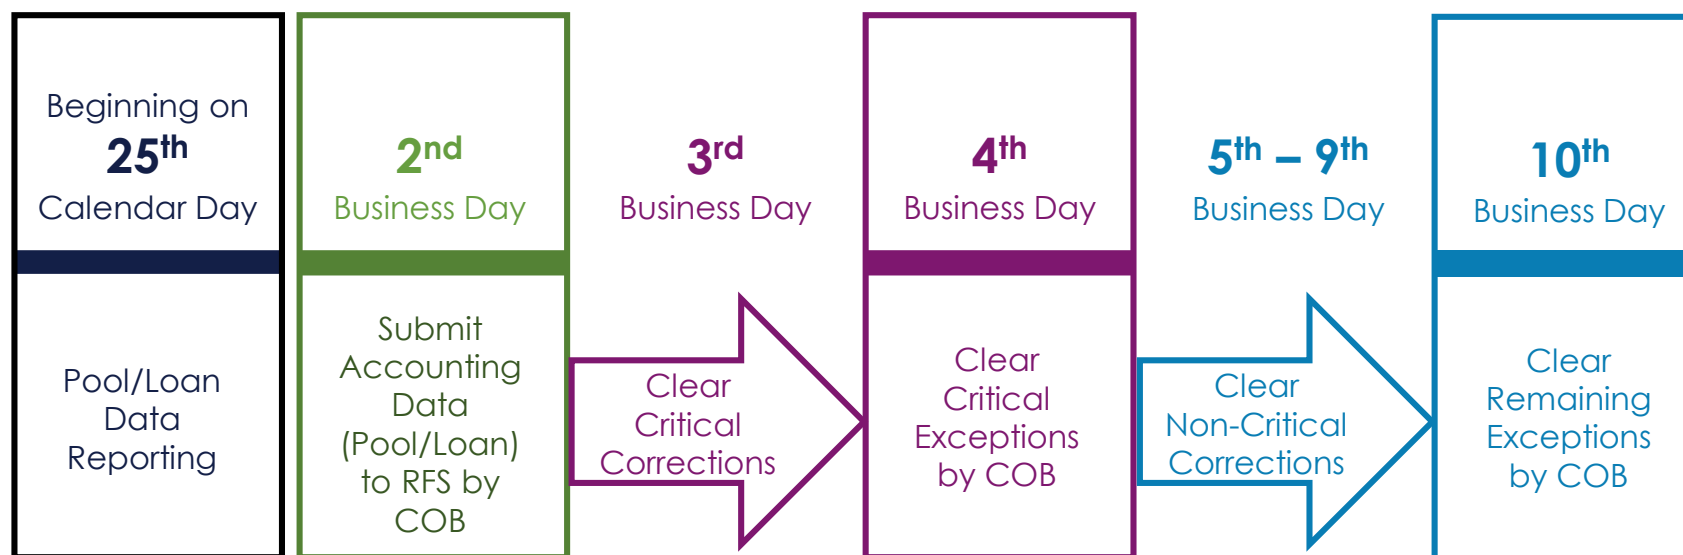 Beginning on
25th
Calendar Day
Pool/Loan
Data
Reporting
2nd
Business Day
Submit
Accounting
Data
(Pool/Loan)
to RFS by
COB
3rd
Business Day
Clear
Critical
Corrections
4th
Business Day
Clear
Critical
Exceptions
by COB
5th – 9th
Business Day
Clear
Non-Critical
Corrections
10th
Business Day
Clear
Remaining
Exceptions
by COB